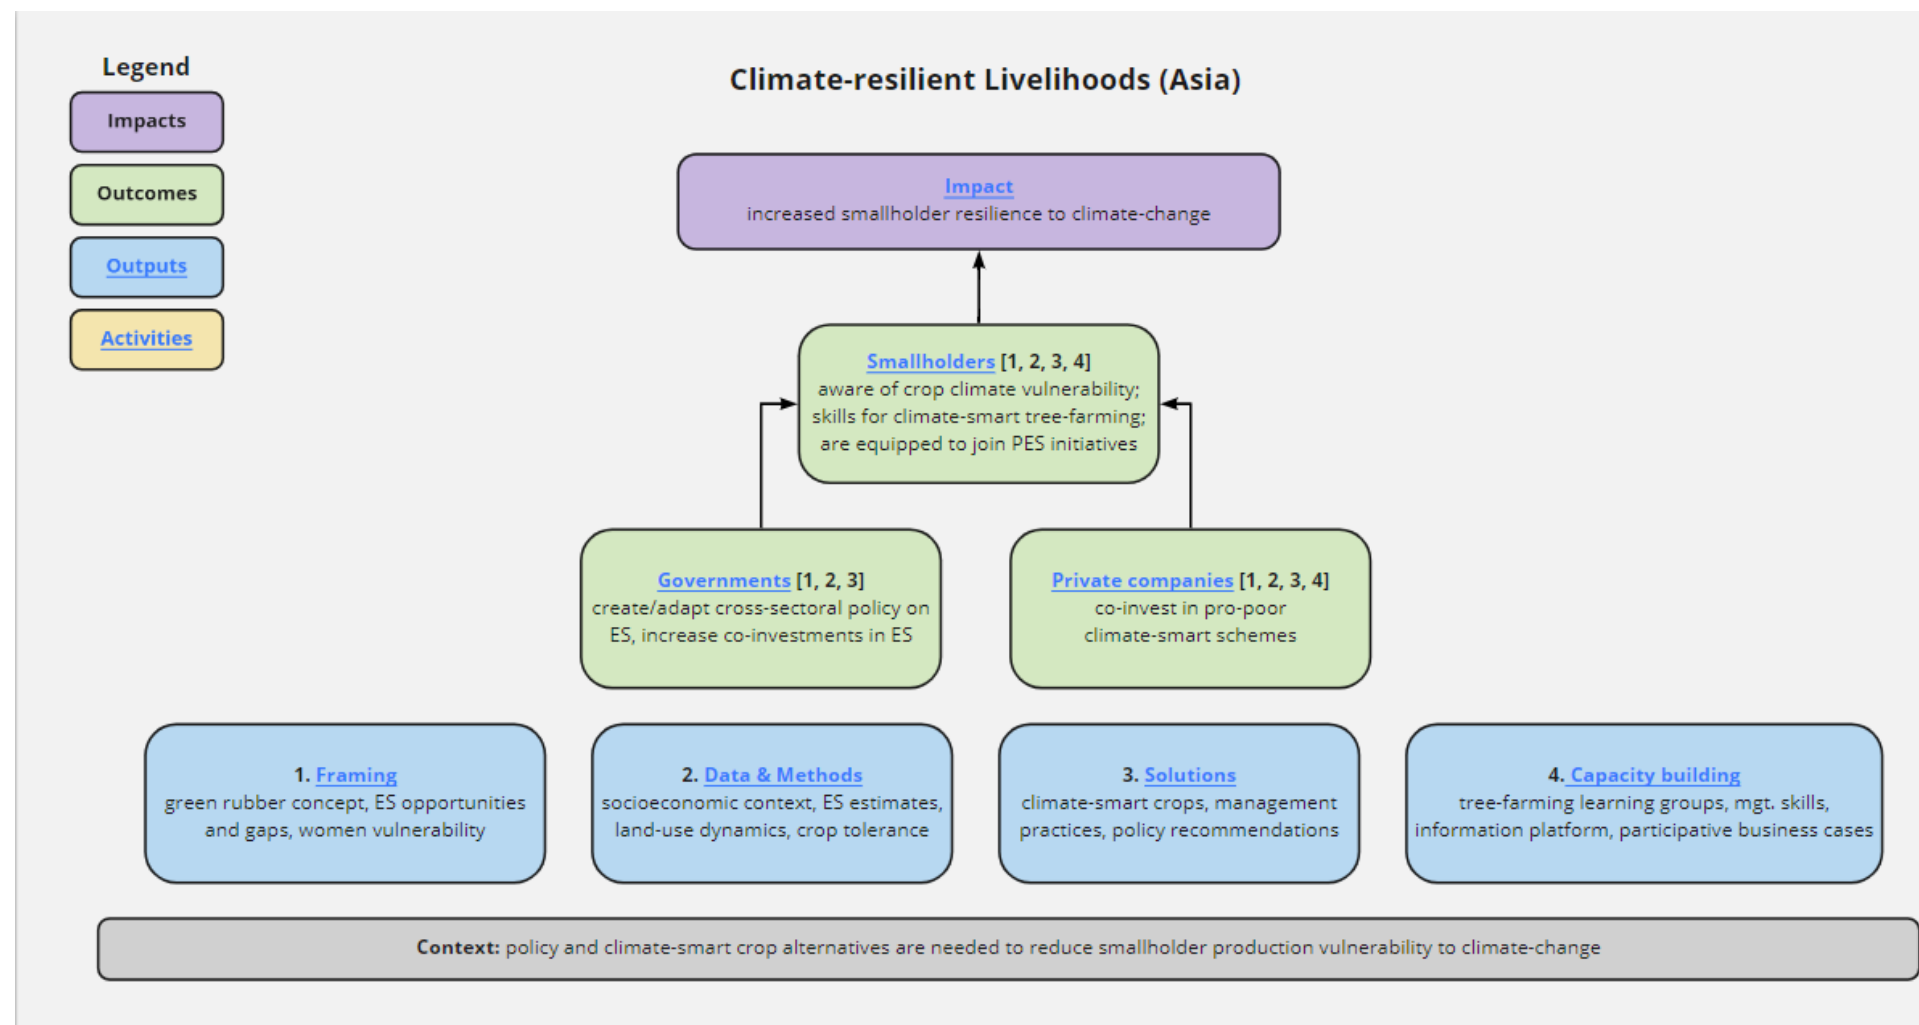 Legend
Impacts
Outcomes
Outputs
Activities
Climate-resilient Livelihoods (Asia)
Impact
increased smallholder resilience to climate-change
Smallholders [1, 2, 3, 4]
aware of crop climate vulnerability;
skills for climate-smart tree-farming;
are equipped to join PES initiatives
Governments [1, 2, 3]
create/adapt cross-sectoral policy on
ES, increase co-investments in ES
Private companies [1, 2, 3, 4]
co-invest in pro-poor
climate-smart schemes
1. Framing
green rubber concept, ES opportunities
and gaps, women vulnerability
2. Data & Methods
socioeconomic context, ES estimates,
land-use dynamics, crop tolerance
3. Solutions
climate-smart crops, management
practices, policy recommendations
4. Capacity building
tree-farming learning groups, mgt. skills,
information platform, participative business cases
Context: policy and climate-smart crop alternatives are needed to reduce smallholder production vulnerability to climate-change